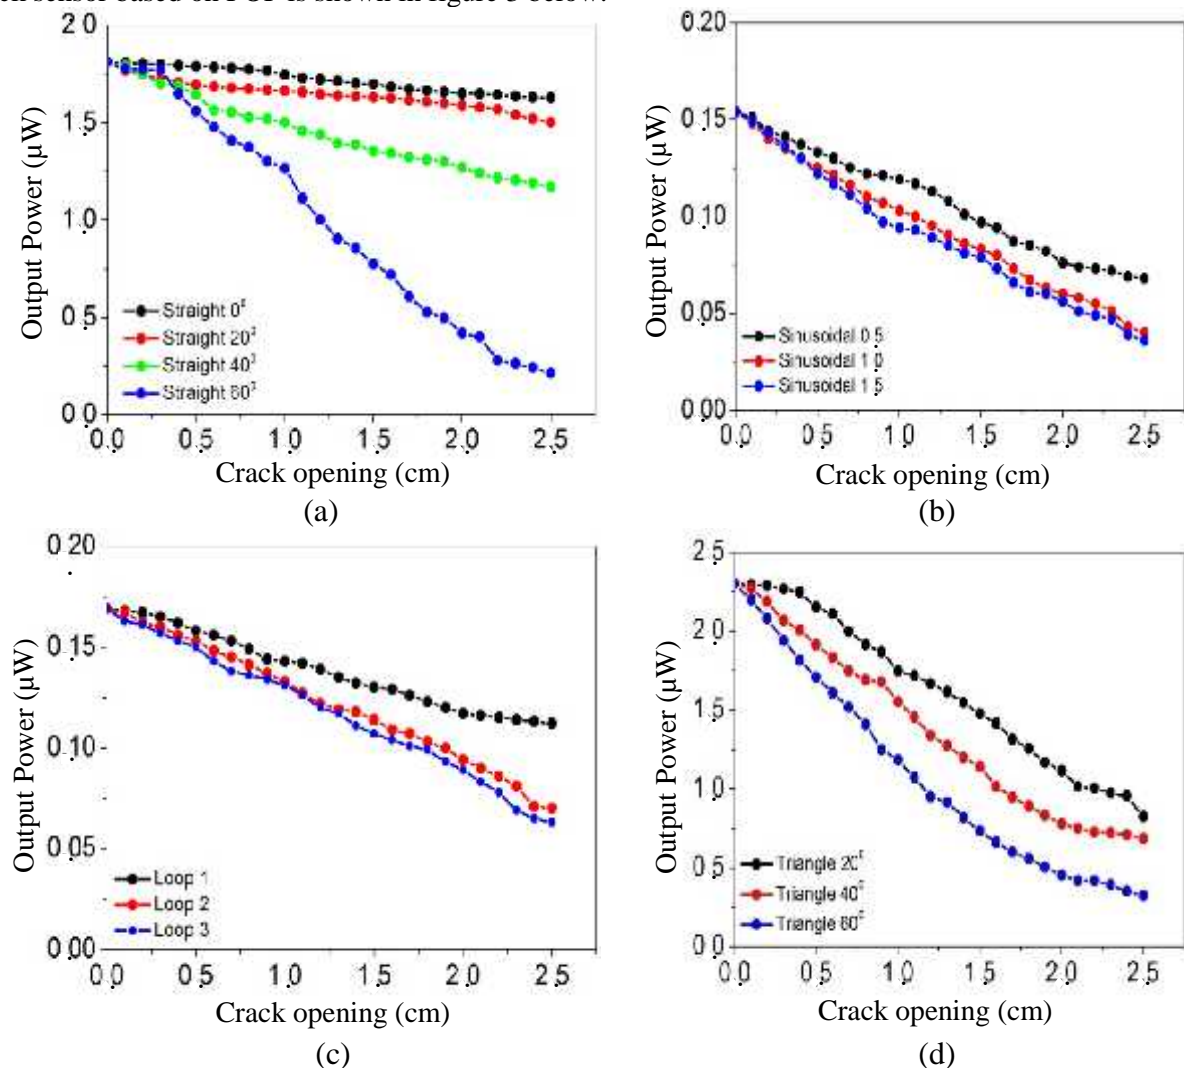 sensor based on is shown in figure below.
2 0
1.5
1.0
0.5
0 0
Output Power (µW)
Straight 0
Straight 20
Straight 40
Straight 60
0.0 0.5 1.0 1.5 2.0 2.5
Crack opening (cm)
(a)
0.20
0.15
0.10
0.05
0.00
Output Power (µW)
Sinusoidal 0 5
Sinusoidal 1 0
Sinusoidal 1 5
0.0 0.5 1.0 1.5 2.0 2.5
Crack opening (cm)
(b)
0 20
0.15
0.10
0.05
0 00
Output Power (µW)
Loop 1
Loop 2
Loop 3
0.0 0.5 1.0 1.5 2.0 2.5
Crack opening (cm)
(c)
2.5
2.0
1.5
1.0
0.5
0 0
Output Power (µW)
Triangle 20
Triangle 40
Triangle 60
0.0 0.5 1.0 1.5 2.0 2.5
Crack opening (cm)
(d)